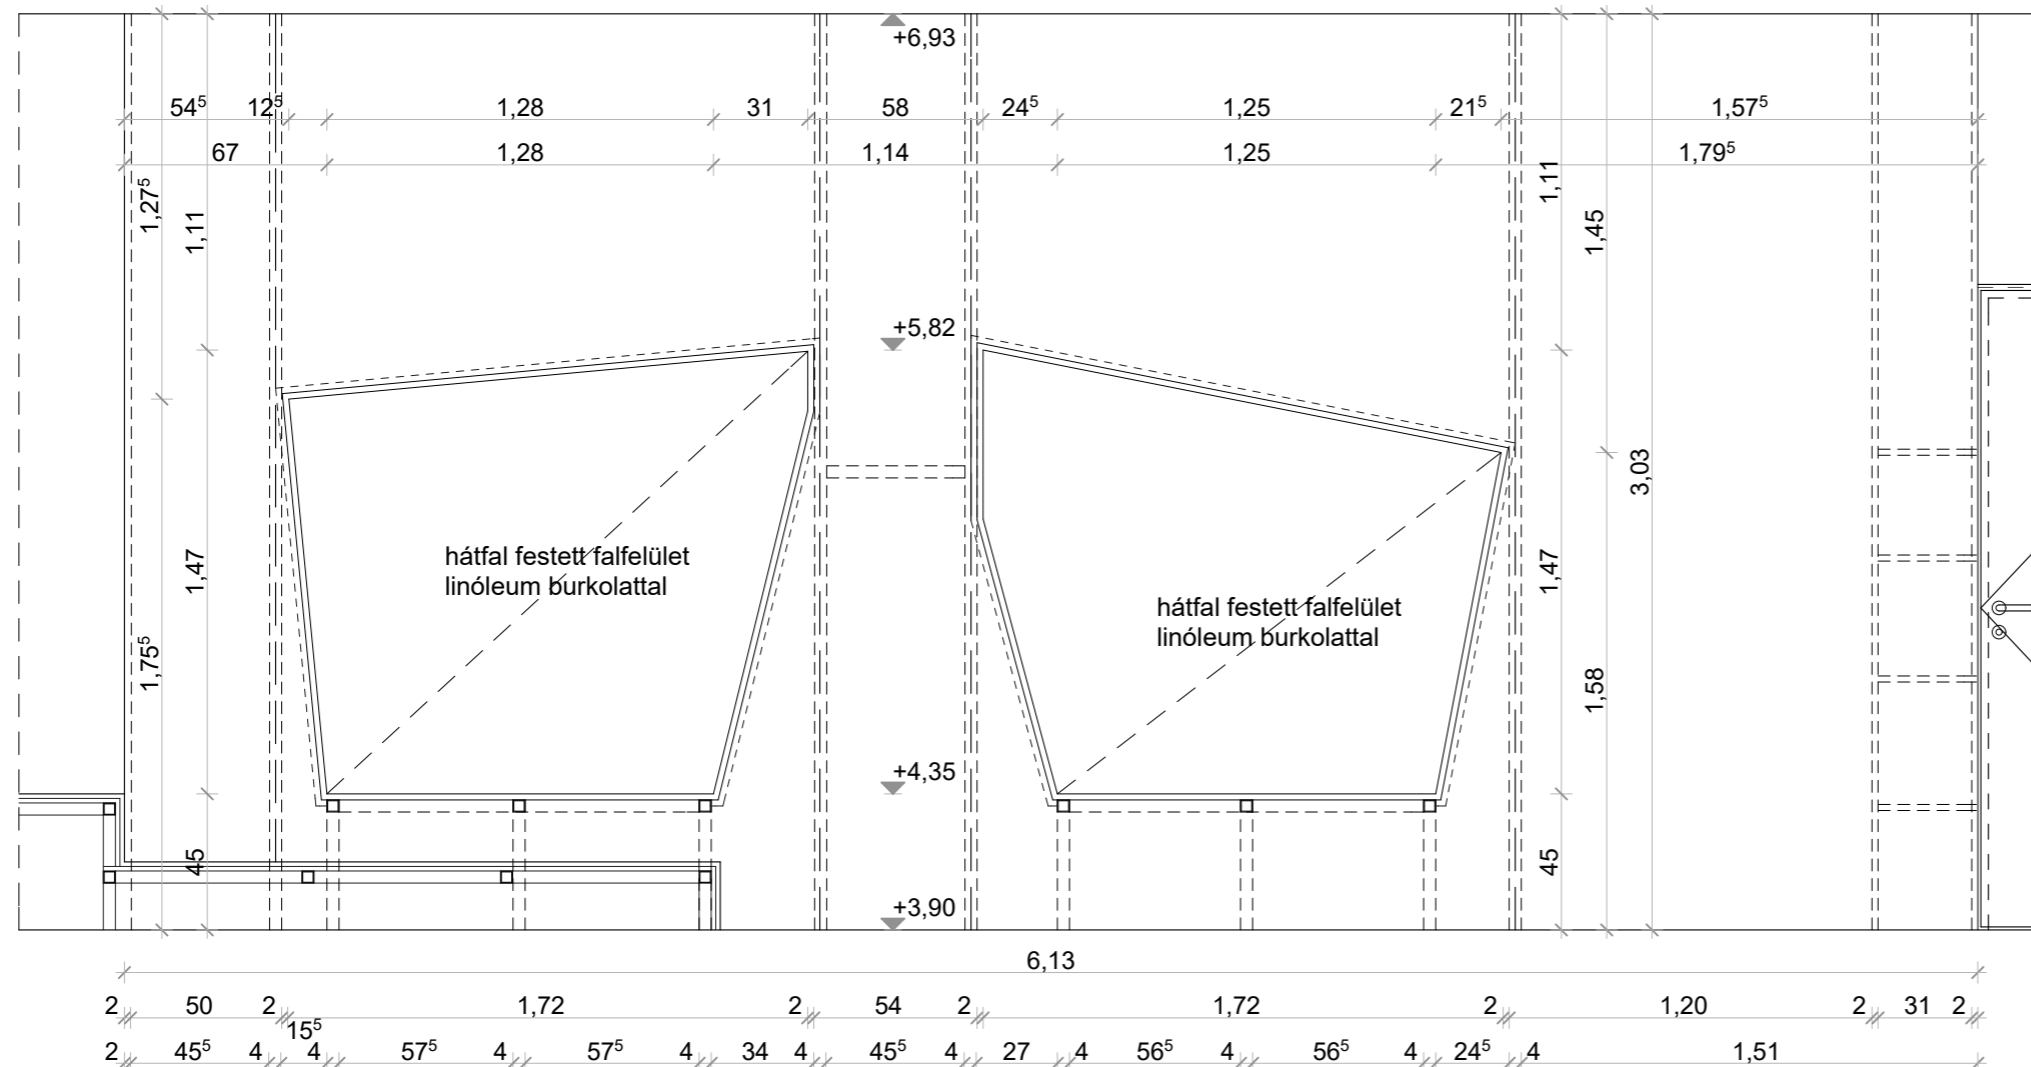 +6,93
54⁵ 12⁵ 1,28 31 58 24⁵ 1,25 21⁵ 1,57⁵
67 1,28 1,14 1,25 1,79⁵
1,27⁵
1,11
1,11
1,45
+5,82
3,03
hátfal festett falfelület
linóleum burkolattal
1,47
1,47
hátfal festett falfelület
linóleum burkolattal
1,75⁵
1,58
+4,35
45
45
+3,90
6,13
2 50 2 1,72 2 54 2 1,72 2 1,20 2 31 2
15⁵
2 45⁵ 4 4 57⁵ 4 57⁵ 4 34 4 45⁵ 4 27 4 56⁵ 4 56⁵ 4 24⁵ 4 1,51